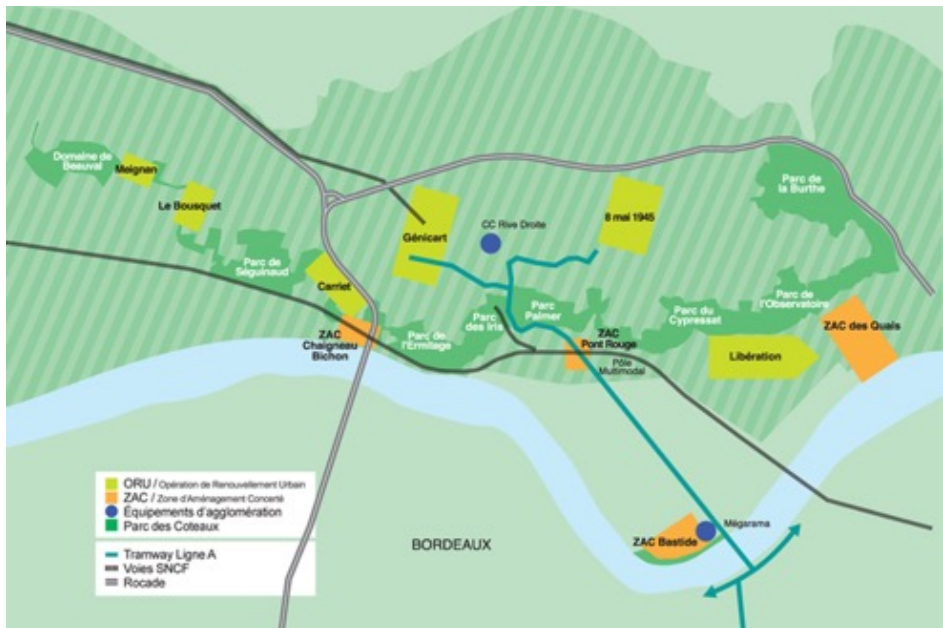 Domaine de
Beauval
Meignan
Le Bousquet
Parc de
Séguinaud
Carriet
Génicart
CC Rive Droite
8 mai 1945
Parc de
la Burthe
ZAC
Chaigneau
Bichon
Parc de
l'Ermitage
Parc
des Iris
Parc
Palmer
ZAC
Pont Rouge
Pôle
Multimodal
Parc du
Cypressat
Parc de
l'Observatoire
ZAC des Quais
Libération
ORU / Opération de Renouvellement Urbain
ZAC / Zone d'Aménagement Concerté
Équipements d'agglomération
Parc des Coteaux
Tramway Ligne A
Voies SNCF
Rocade
BORDEAUX
ZAC Bastide
Mégarama